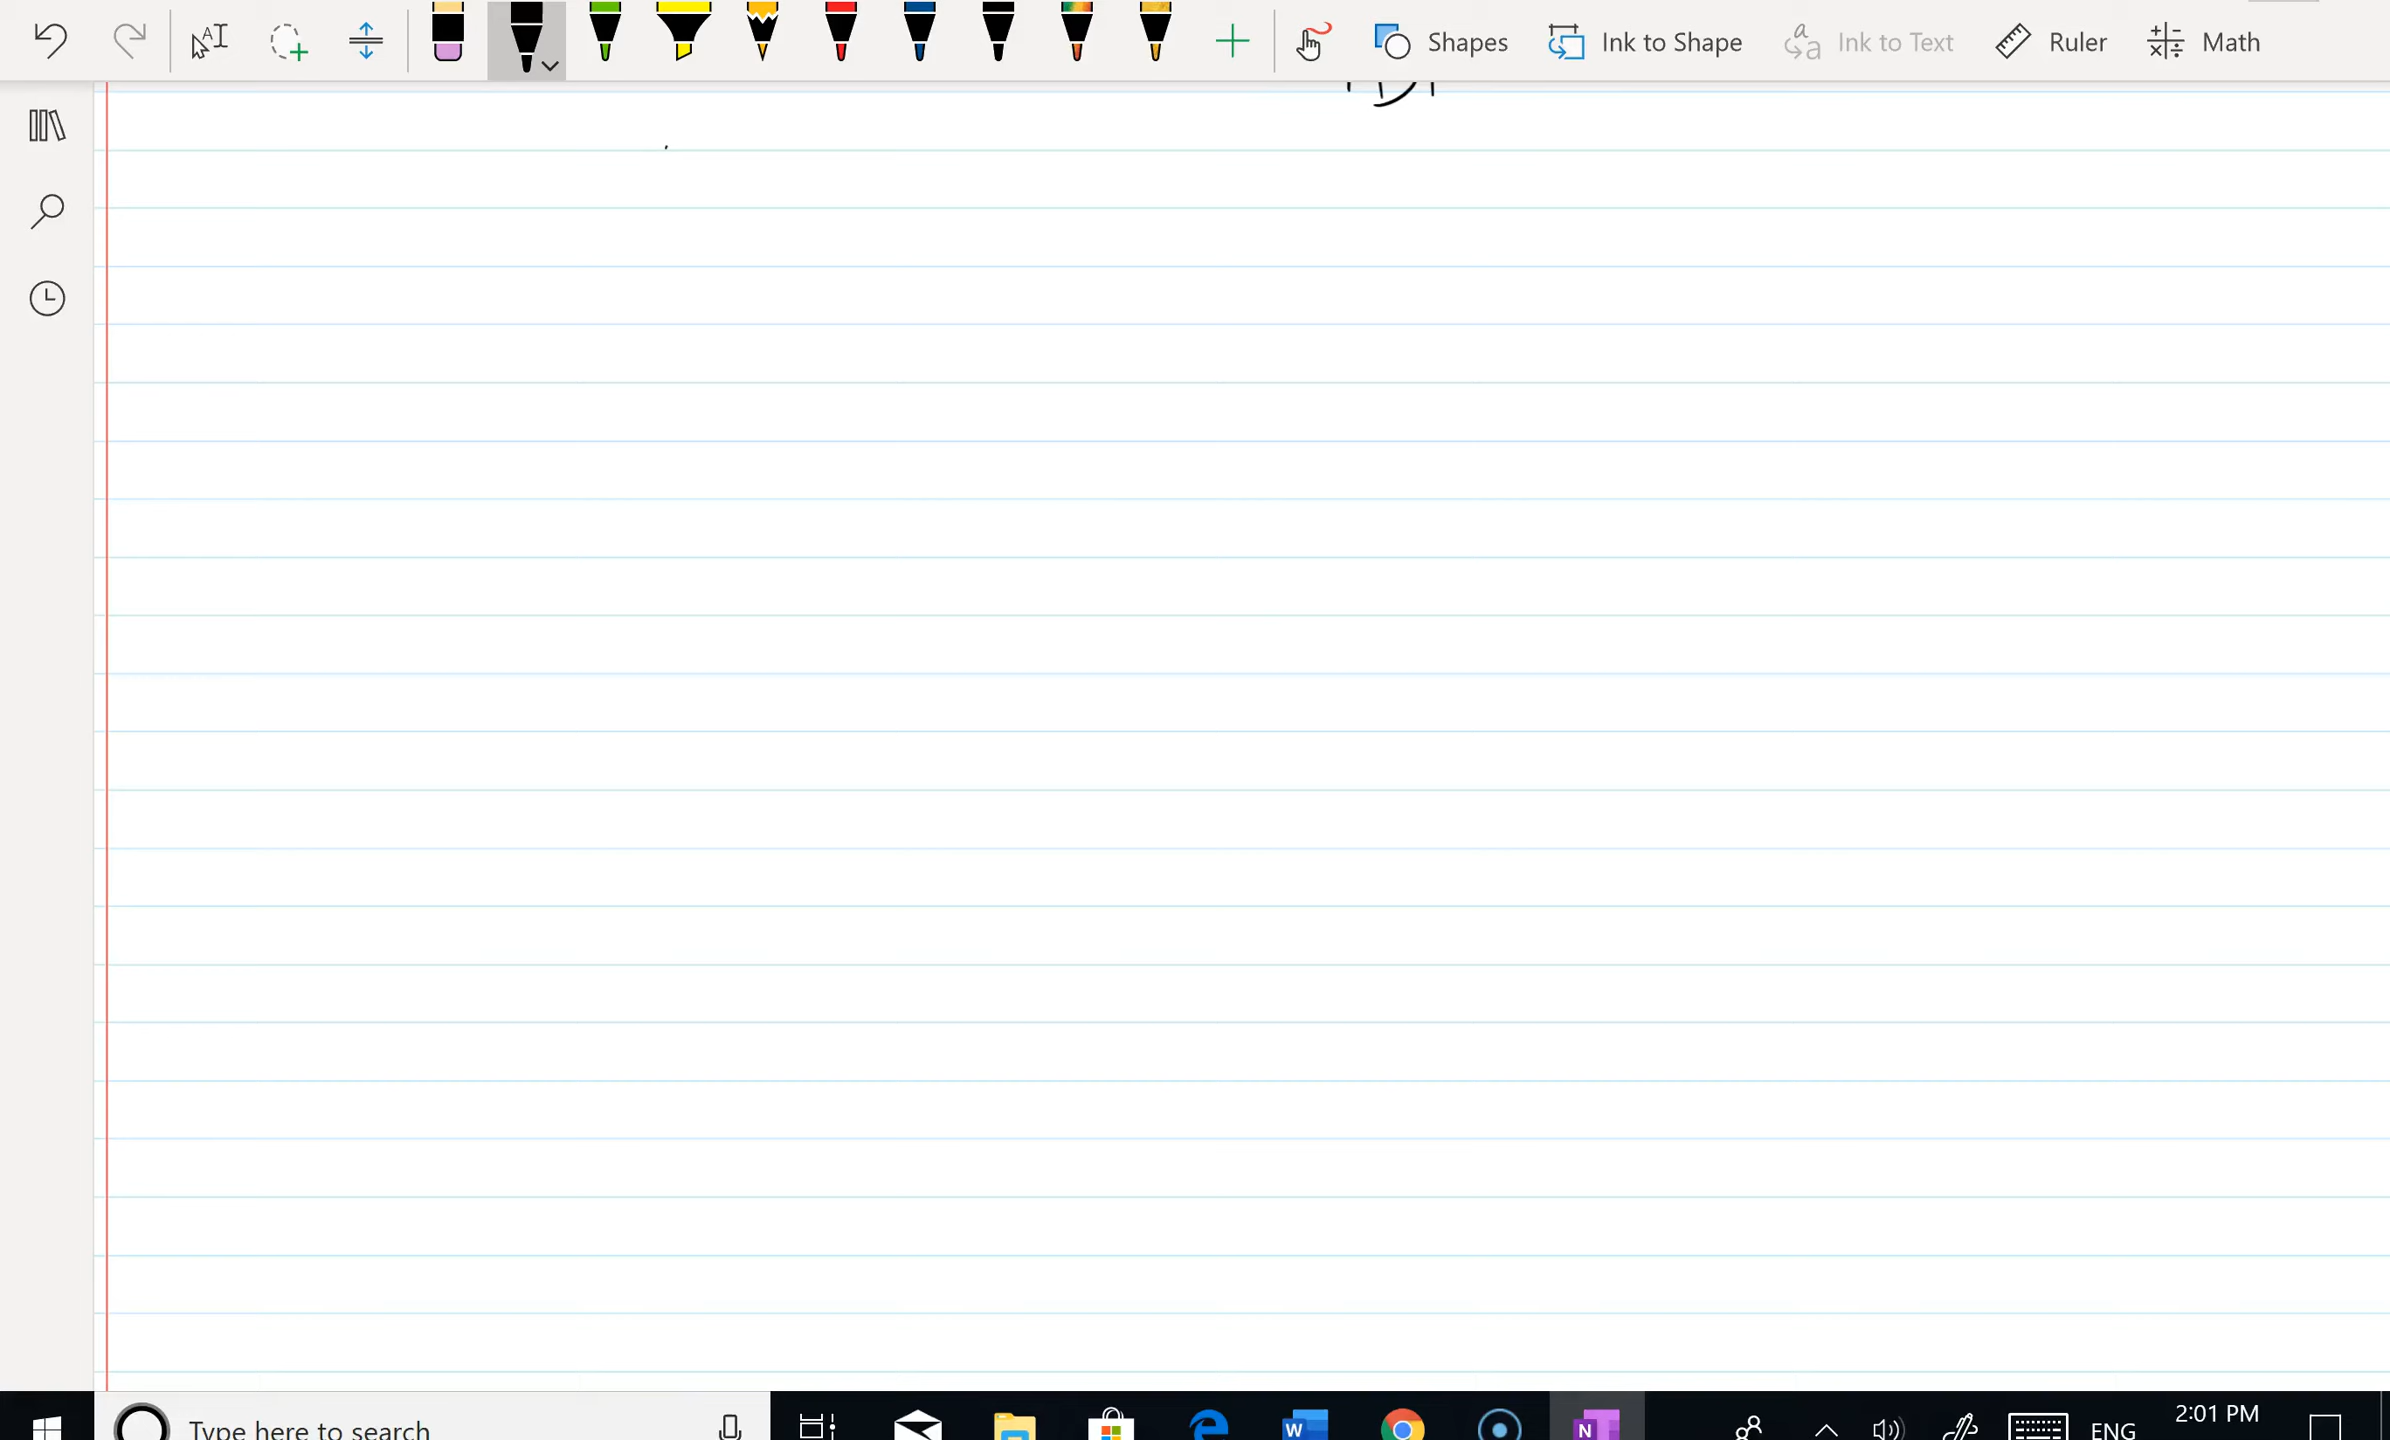 Shapes Ink to Shape Ink to Text Ruler Math
Type here to search
W N ENG 2:01 PM